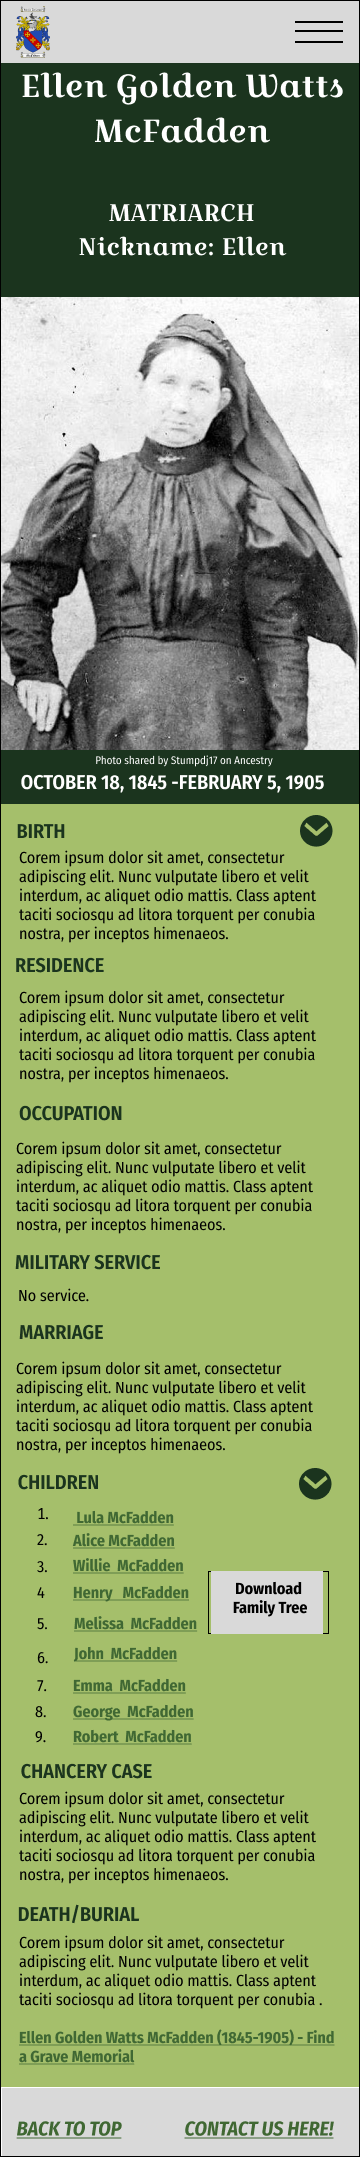 Ellen Golden Watts
McFadden
MATRIARCH
Nickname: Ellen
Photo shared by Stumpdj17 on Ancestry
OCTOBER 18, 1845 -FEBRUARY 5, 1905
BIRTH
Corem ipsum dolor sit amet, consectetur
adipiscing elit. Nunc vulputate libero et velit
interdum, ac aliquet odio mattis. Class aptent
taciti sociosqu ad litora torquent per conubia
nostra, per inceptos himenaeos.
RESIDENCE
Corem ipsum dolor sit amet, consectetur
adipiscing elit. Nunc vulputate libero et velit
interdum, ac aliquet odio mattis. Class aptent
taciti sociosqu ad litora torquent per conubia
nostra, per inceptos himenaeos.
OCCUPATION
Corem ipsum dolor sit amet, consectetur
adipiscing elit. Nunc vulputate libero et velit
interdum, ac aliquet odio mattis. Class aptent
taciti sociosqu ad litora torquent per conubia
nostra, per inceptos himenaeos.
MILITARY SERVICE
No service.
MARRIAGE
Corem ipsum dolor sit amet, consectetur
adipiscing elit. Nunc vulputate libero et velit
interdum, ac aliquet odio mattis. Class aptent
taciti sociosqu ad litora torquent per conubia
nostra, per inceptos himenaeos.
CHILDREN
1. Lula McFadden
2. Alice McFadden
3. Willie McFadden
4 Henry McFadden
5. Melissa McFadden
6. John McFadden
7. Emma McFadden
8. George McFadden
9. Robert McFadden
Download
Family Tree
CHANCERY CASE
Corem ipsum dolor sit amet, consectetur
adipiscing elit. Nunc vulputate libero et velit
interdum, ac aliquet odio mattis. Class aptent
taciti sociosqu ad litora torquent per conubia
nostra, per inceptos himenaeos.
DEATH/BURIAL
Corem ipsum dolor sit amet, consectetur
adipiscing elit. Nunc vulputate libero et velit
interdum, ac aliquet odio mattis. Class aptent
taciti sociosqu ad litora torquent per conubia .
Ellen Golden Watts McFadden (1845-1905) - Find
a Grave Memorial
BACK TO TOP
CONTACT US HERE!